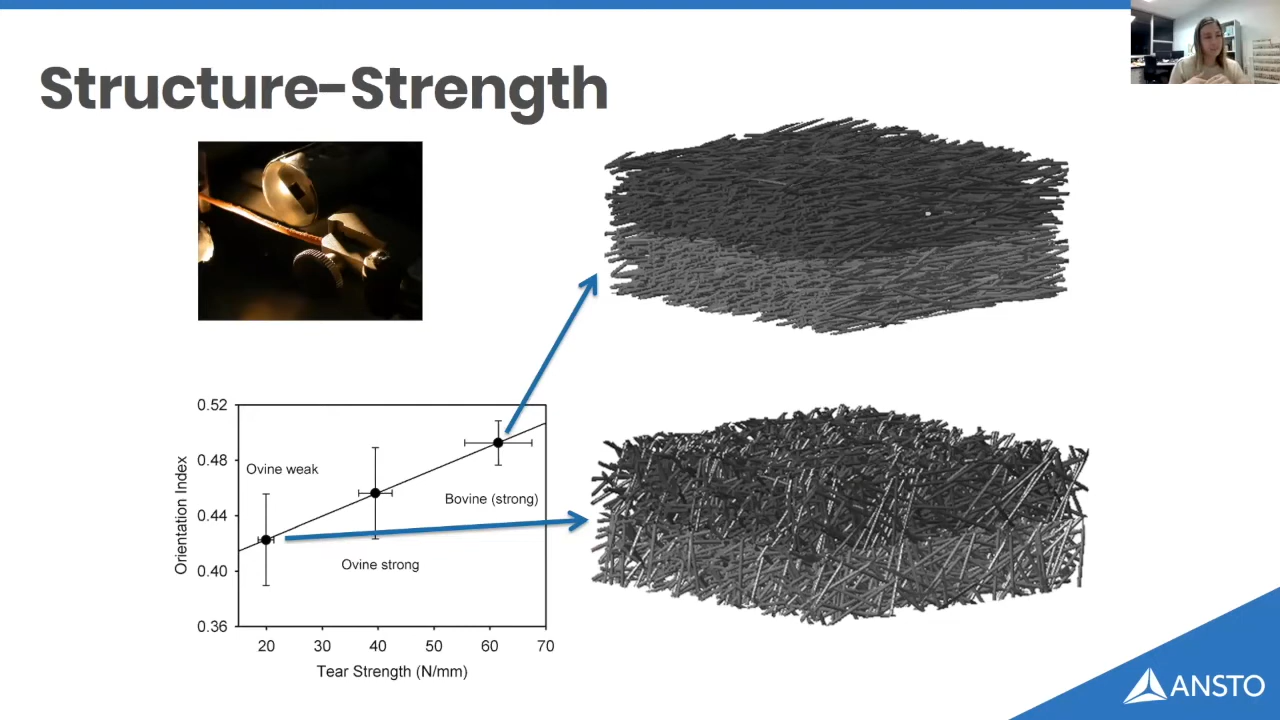 Structure-Strength
0.52
0.48
0.44
0.40
0.36
Orientation Index
Ovine weak
Bovine (strong)
Ovine strong
20 30 40 50 60 70
Tear Strength (N/mm)
ANSTO